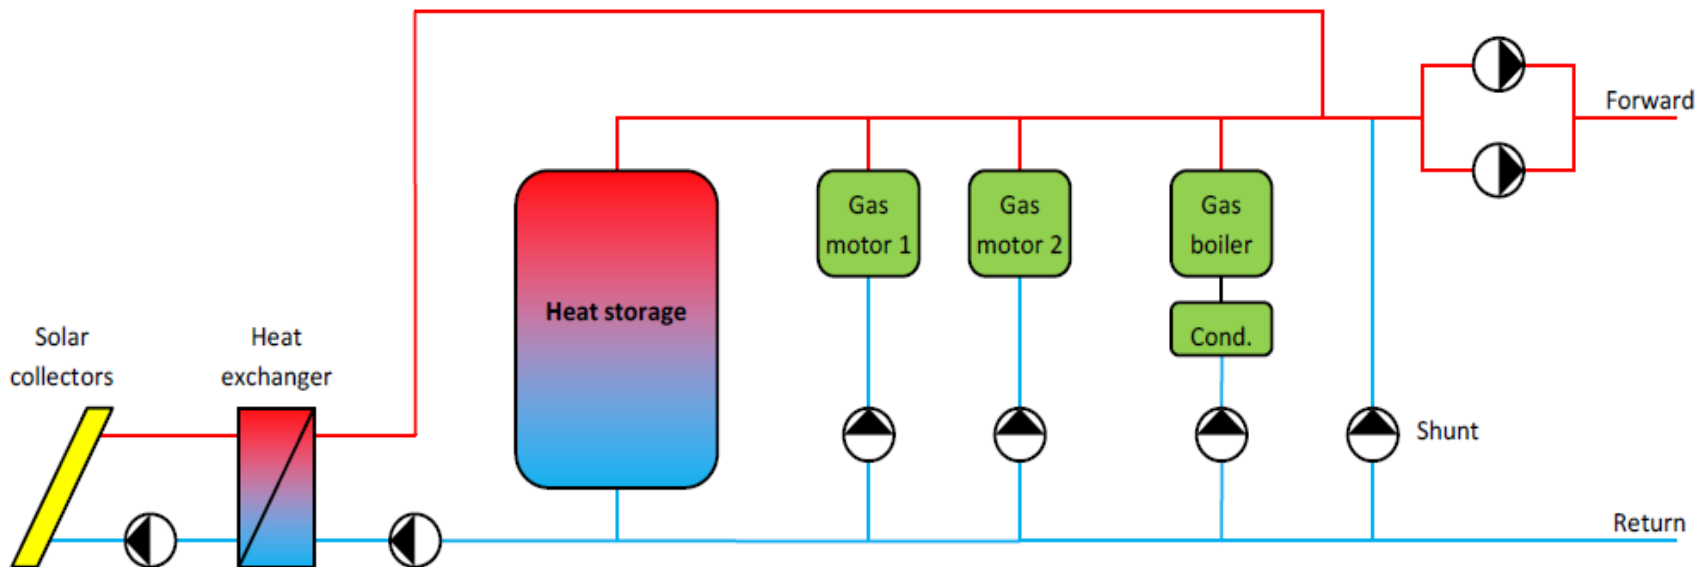 Forward
Gas
motor 1
Gas
motor 2
Gas
boiler
Heat storage
Solar
collectors
Heat
exchanger
Cond.
Shunt
Return